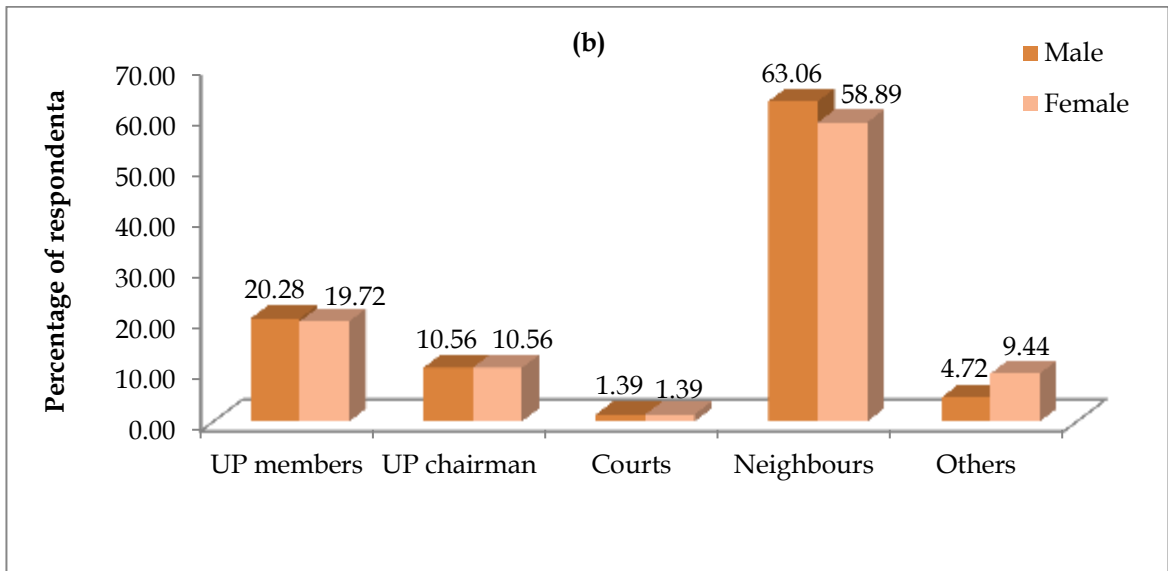 (b)
Male
Female
Percentage of respondenta
70.00
60.00
50.00
40.00
30.00
20.00
10.00
0.00
20.28
19.72
10.56
10.56
1.39
1.39
63.06
58.89
4.72
9.44
UP members
UP chairman
Courts
Neighbours
Others